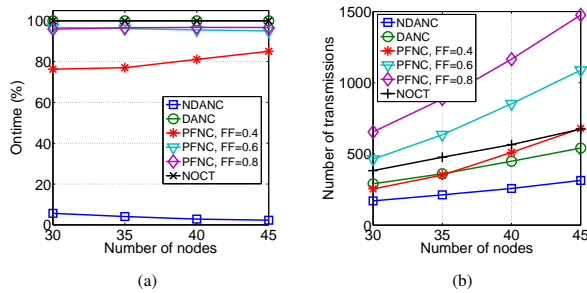 Ontime (%)
100
80
60
40
20
0
30 35 40 45
Number of nodes
NDANC
DANC
PFNC, FF=0.4
PFNC, FF=0.6
PFNC, FF=0.8
NOCT
(a)
Number of transmissions
1500
1000
500
0
30 35 40 45
Number of nodes
NDANC
DANC
PFNC, FF=0.4
PFNC, FF=0.6
PFNC, FF=0.8
NOCT
(b)